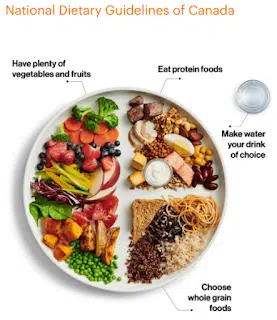 National Dietary Guidelines of Canada
Have plenty of
vegetables and fruits
Eat protein foods
Make water
your drink
of choice
Choose
whole grain
foods